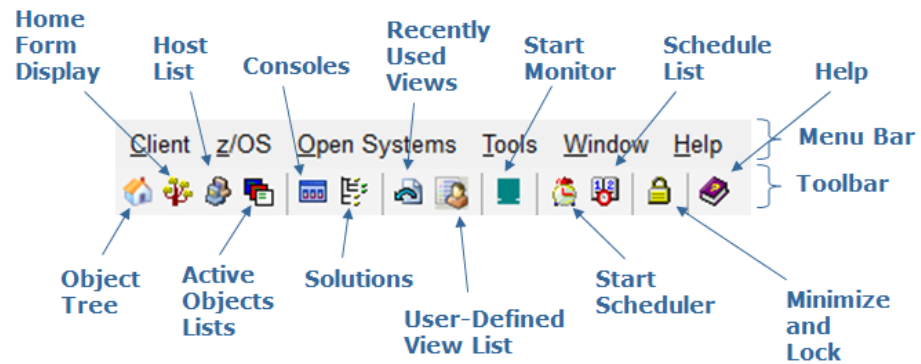 Home
Form
Display
Host
List
Consoles
Recently
Used
Views
Start
Monitor
Schedule
List
Help
Client z/OS Open Systems Tools Window Help
Menu Bar
Toolbar
Object
Tree
Active
Objects
Lists
Solutions
User-Defined
View List
Start
Scheduler
Minimize
and
Lock